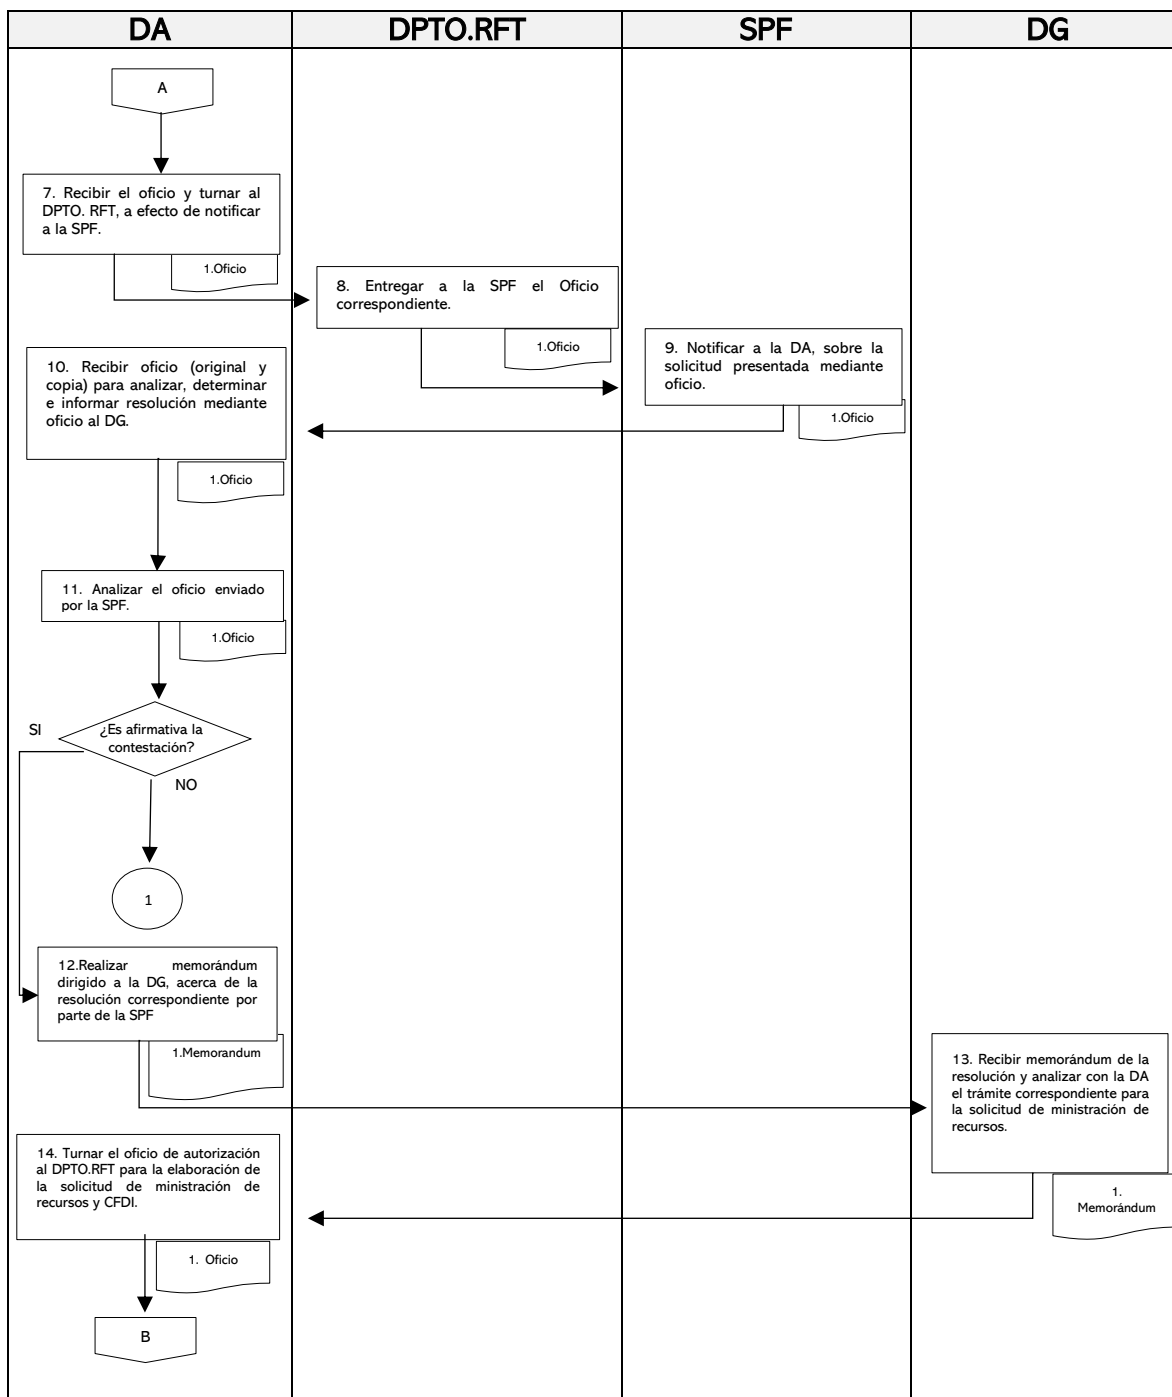 DA
DPTO.RFT
SPF
DG
A
7. Recibir el oficio y turnar al
DPTO. RFT, a efecto de notificar
a la SPF.
1.Oficio
8. Entregar a la SPF el Oficio
correspondiente.
1.Oficio
9. Notificar a la DA, sobre la
solicitud presentada mediante
oficio.
1.Oficio
10. Recibir oficio (original y
copia) para analizar, determinar
e informar resolución mediante
oficio al DG.
1.Oficio
11. Analizar el oficio enviado
por la SPF.
1.Oficio
¿Es afirmativa la
contestación?
SI
NO
1
12.Realizar memorándum
dirigido a la DG, acerca de la
resolución correspondiente por
parte de la SPF
1.Memorandum
13. Recibir memorándum de la
resolución y analizar con la DA
el trámite correspondiente para
la solicitud de ministración de
recursos.
1.
Memorándum
14. Turnar el oficio de autorización
al DPTO.RFT para la elaboración de
la solicitud de ministración de
recursos y CFDI.
1. Oficio
B